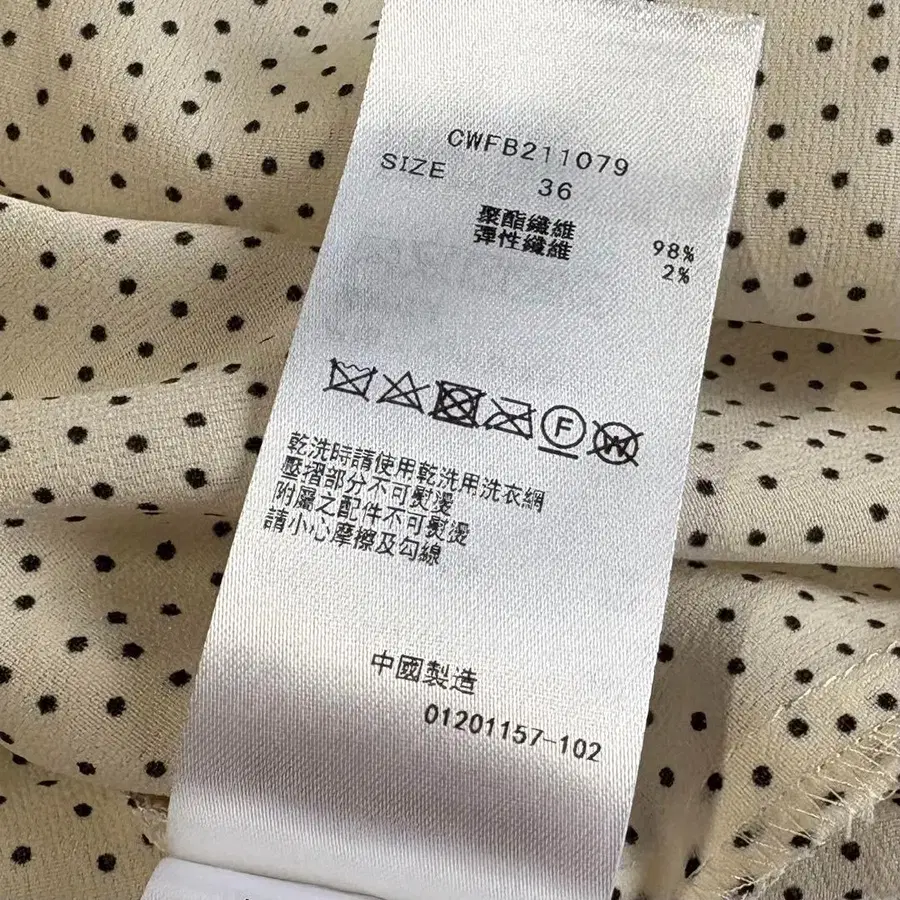 CWFB211079
SIZE 36
聚酯纖維 98%
彈性纖維 2%
F W
乾洗時請使用乾洗用洗衣網
壓摺部分不可熨燙
附屬之配件不可熨燙
請小心摩擦及勾線
中國製造
01201157-102